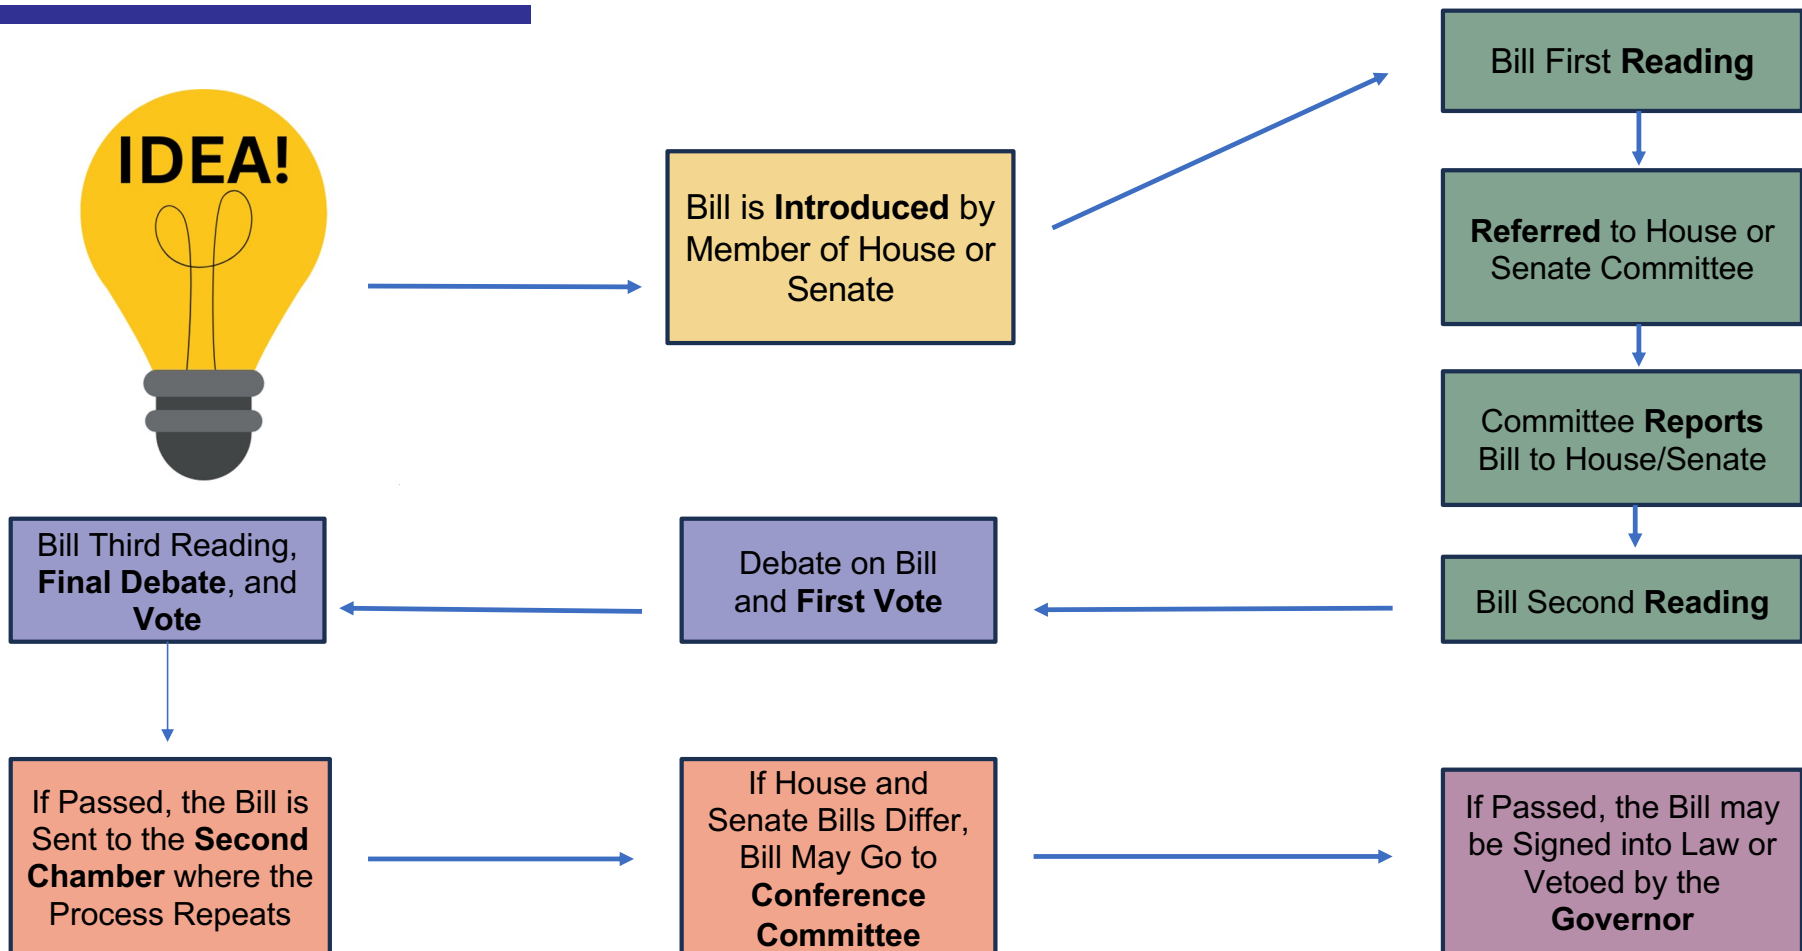 IDEA!
Bill is Introduced by
Member of House or
Senate
Bill First Reading
Referred to House or
Senate Committee
Committee Reports
Bill to House/Senate
Bill Second Reading
Debate on Bill
and First Vote
Bill Third Reading,
Final Debate, and
Vote
If Passed, the Bill is
Sent to the Second
Chamber where the
Process Repeats
If House and
Senate Bills Differ,
Bill May Go to
Conference
Committee
If Passed, the Bill may
be Signed into Law or
Vetoed by the
Governor